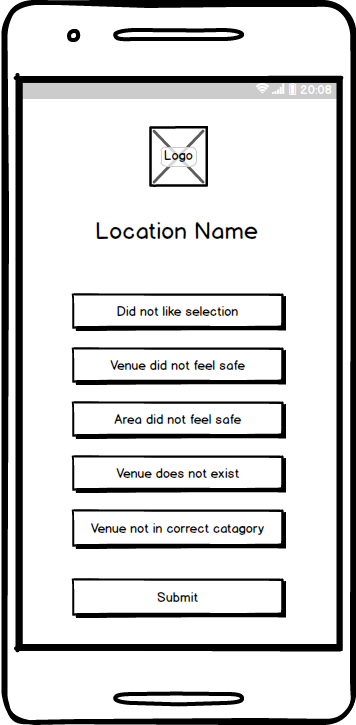 20:08
Logo
Location Name
Did not like selection
Venue did not feel safe
Area did not feel safe
Venue does not exist
Venue not in correct catagory
Submit